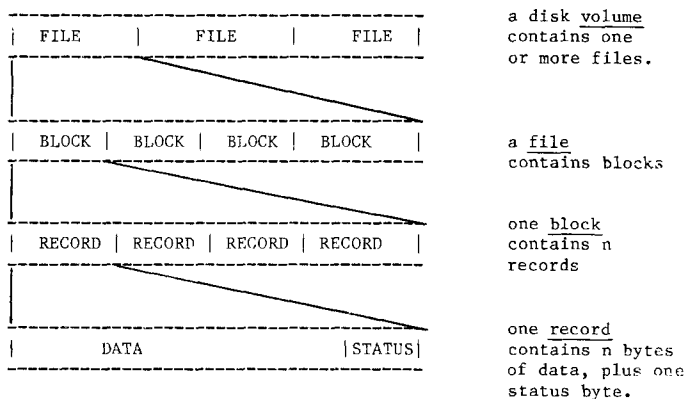 FILE | FILE | FILE
a disk volume
contains one
or more files.
BLOCK | BLOCK | BLOCK | BLOCK
a file
contains blocks
RECORD | RECORD | RECORD | RECORD
one block
contains n
records
DATA | STATUS
one record
contains n bytes
of data, plus one
status byte.